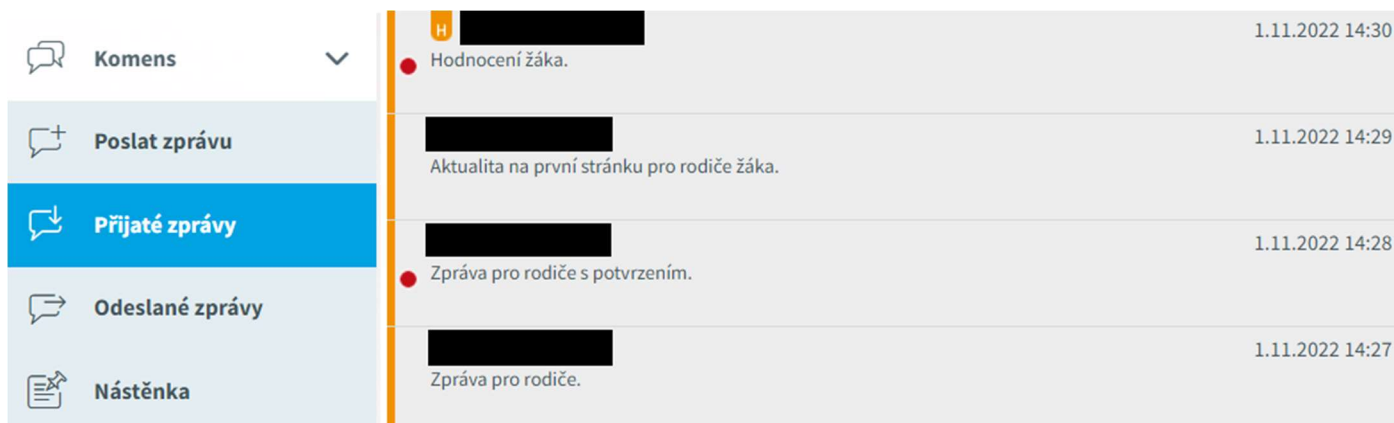 Komens
Poslat zprávu
Přijaté zprávy
Odeslané zprávy
Nástěnka
H
1.11.2022 14:30
Hodnocení žáka.
1.11.2022 14:29
Aktualita na první stránku pro rodiče žáka.
1.11.2022 14:28
Zpráva pro rodiče s potvrzením.
1.11.2022 14:27
Zpráva pro rodiče.